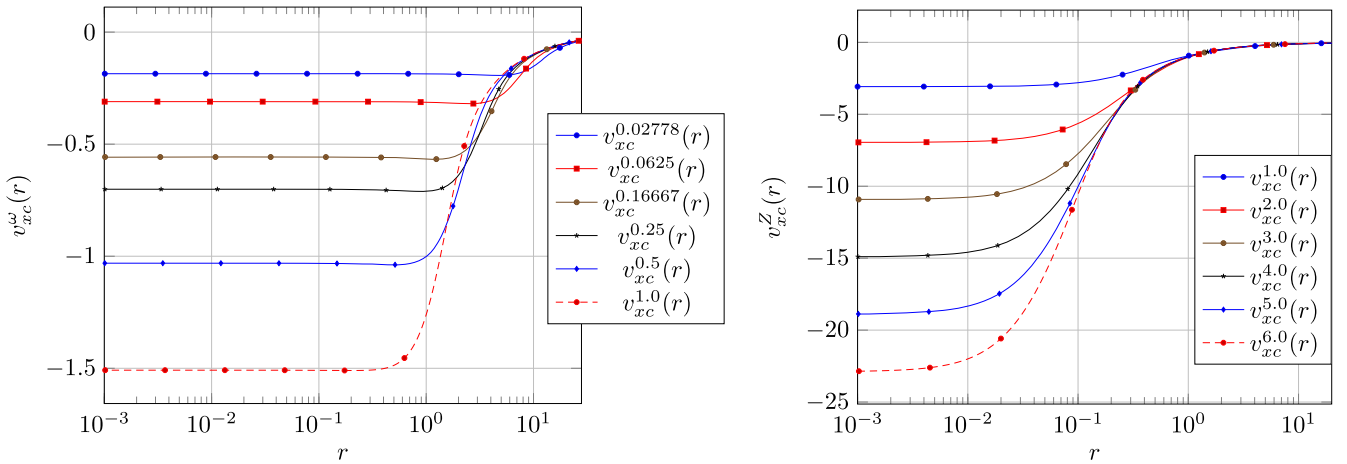 0
−0.5
−1
−1.5
10^{−3}
10^{−2}
10^{−1}
10^{0}
10^{1}
r
v_{xc}^{ω}(r)
v_{xc}^{0.02778}(r)
v_{xc}^{0.0625}(r)
v_{xc}^{0.16667}(r)
v_{xc}^{0.25}(r)
v_{xc}^{0.5}(r)
v_{xc}^{1.0}(r)
0
−5
−10
−15
−20
−25
10^{−3}
10^{−2}
10^{−1}
10^{0}
10^{1}
r
v_{xc}^{Z}(r)
v_{xc}^{1.0}(r)
v_{xc}^{2.0}(r)
v_{xc}^{3.0}(r)
v_{xc}^{4.0}(r)
v_{xc}^{5.0}(r)
v_{xc}^{6.0}(r)